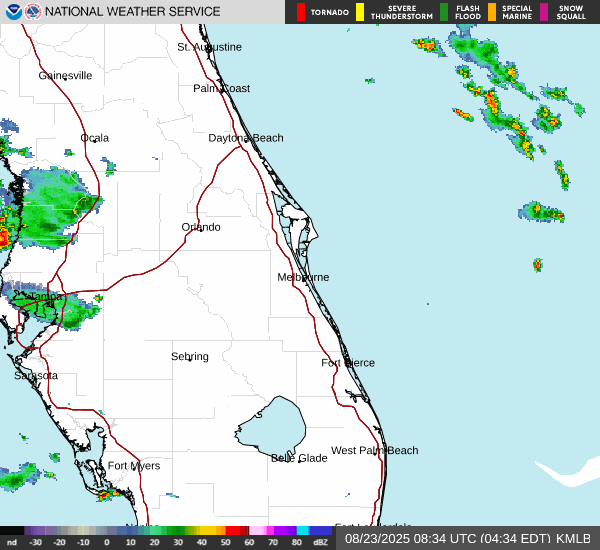 NATIONAL WEATHER SERVICE
TORNADO
SEVERE THUNDERSTORM
FLASH FLOOD
SPECIAL MARINE
SNOW SQUALL
St. Augustine
Gainesville
Palm Coast
Ocala
Daytona Beach
Orlando
Melbourne
Tampa
Sebring
Fort Pierce
Sarasota
West Palm Beach
Belle Glade
Fort Myers
Fort Lauderdale
nd -30 -20 -10 0 10 20 30 40 50 60 70 80 dBZ
08/23/2025 08:34 UTC (04:34 EDT) KMLB